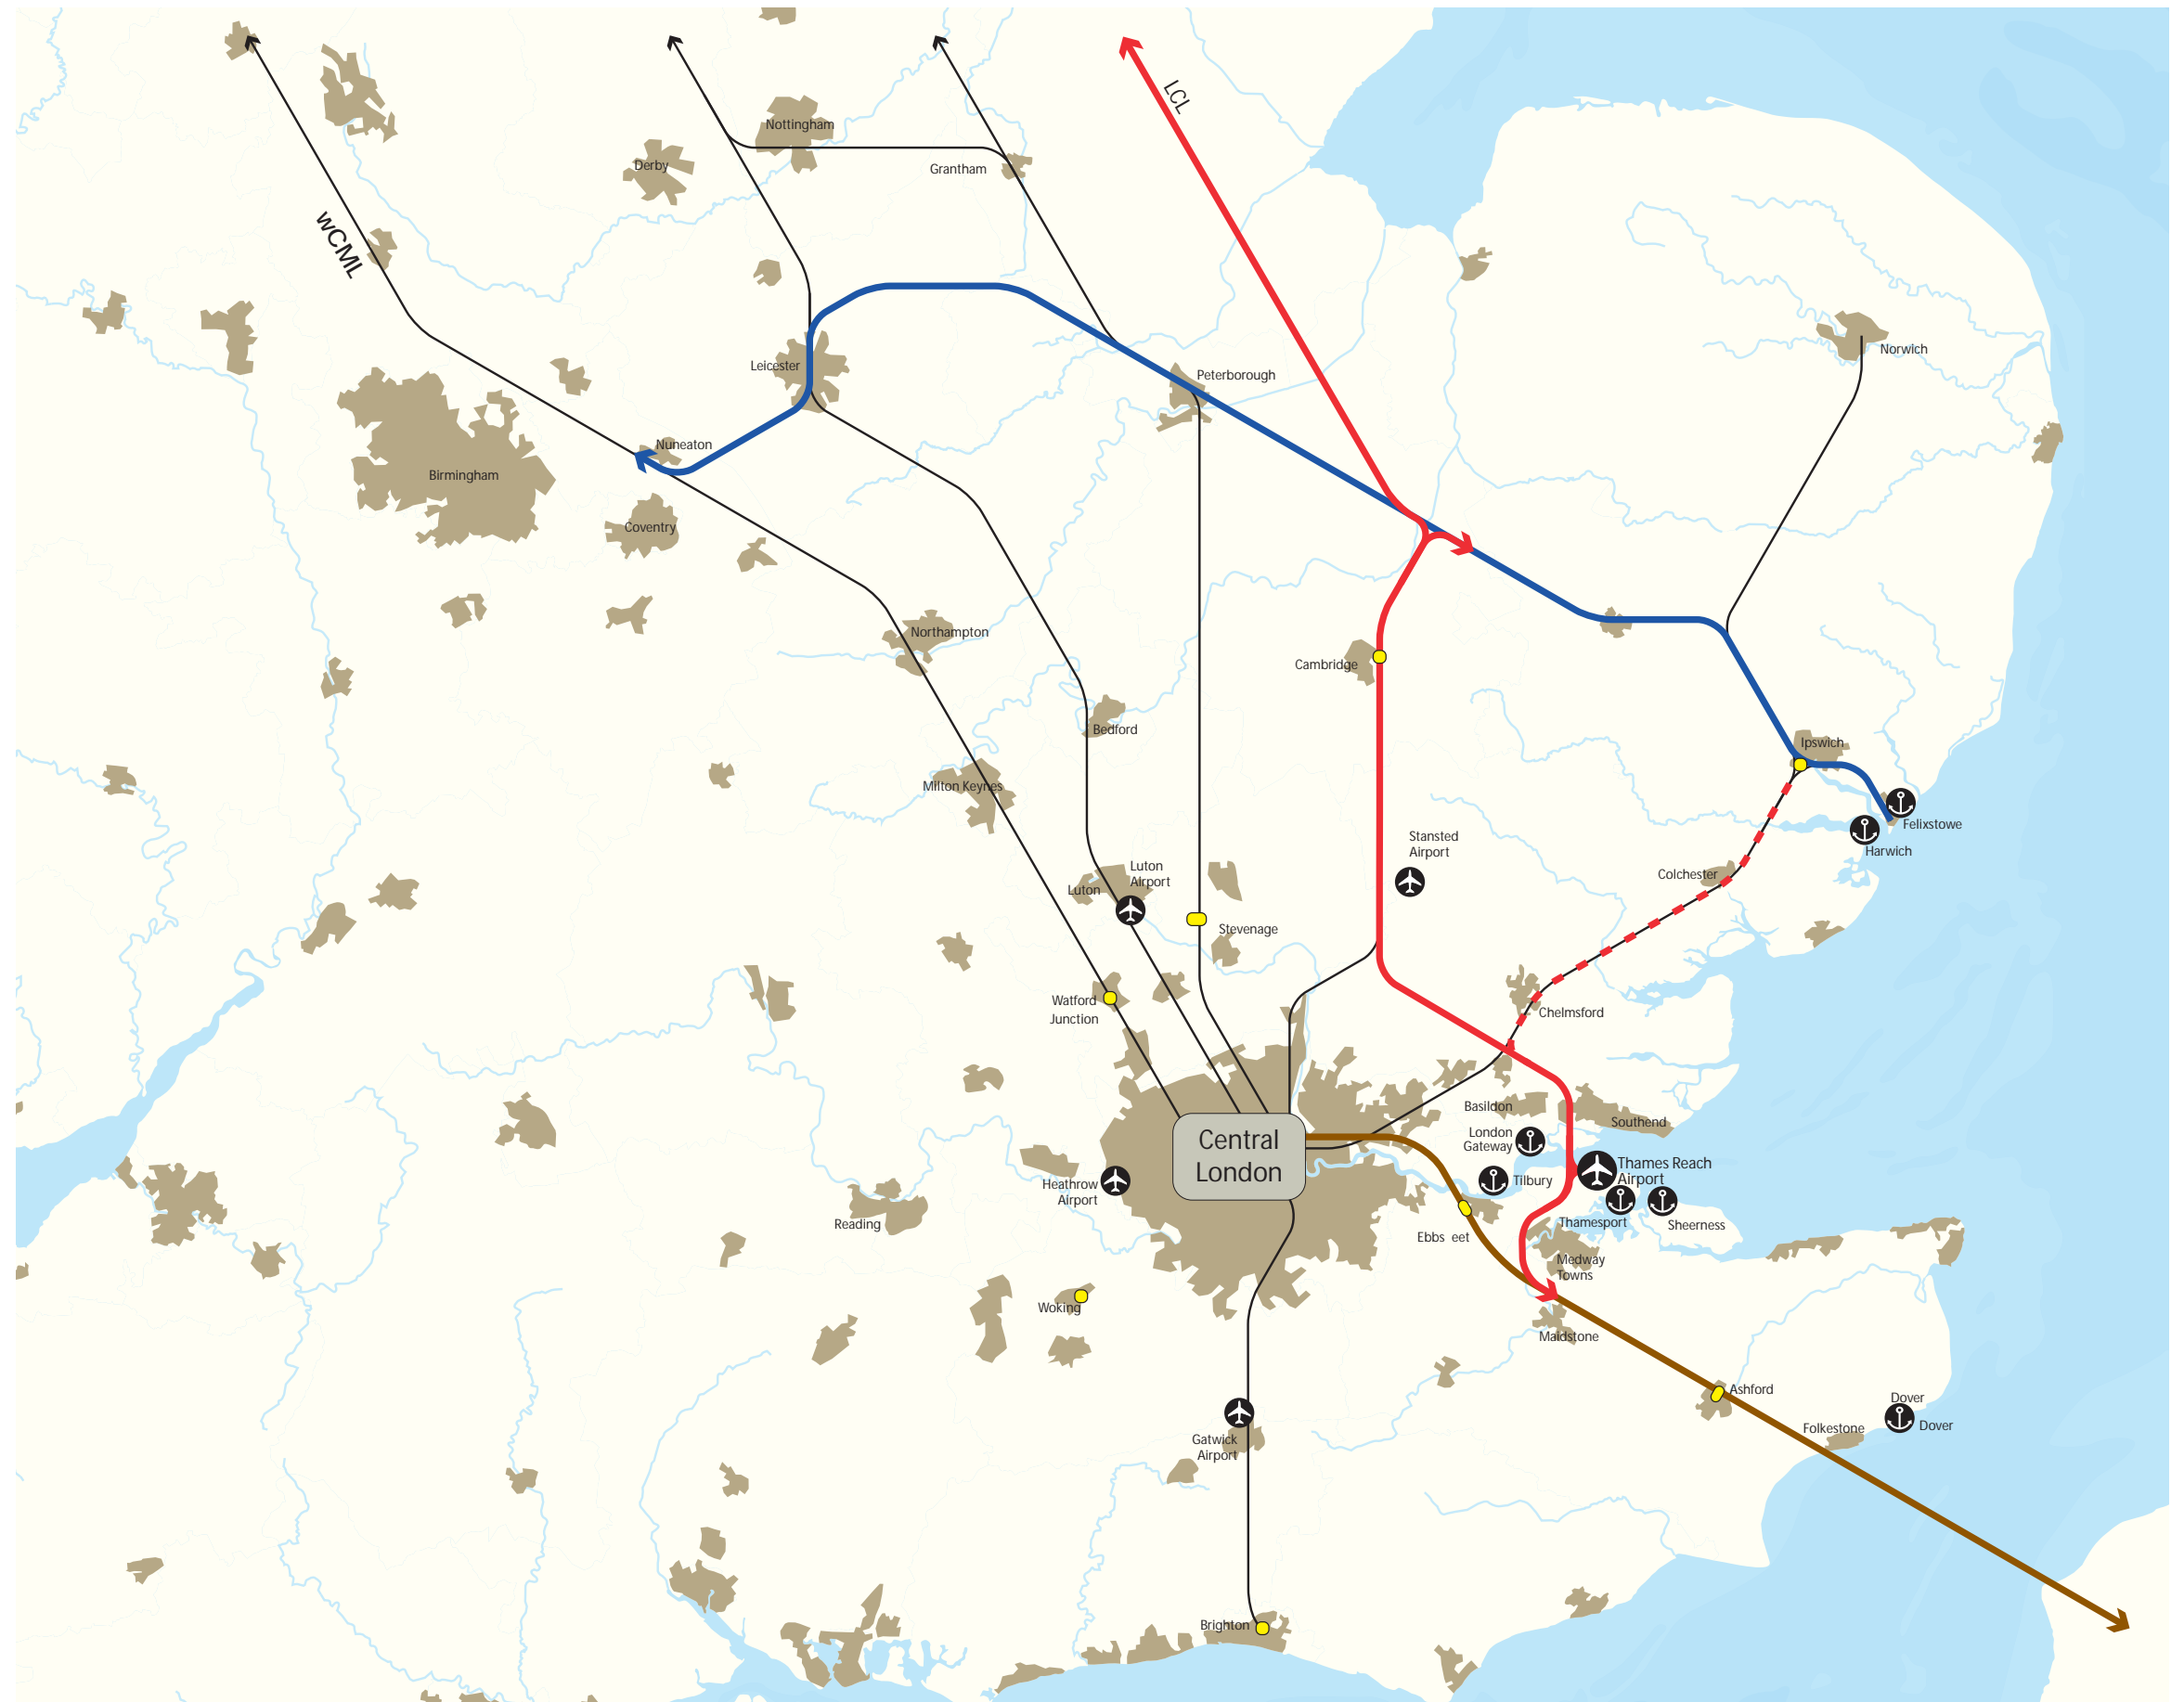 LCL
Nottingham
Derby
Grantham
wCML
Norwich
Leicester
Peterborough
Nuneaton
Birmingham
Coventry
Northampton
Cambridge
Bedford
Ipswich
Milton Keynes
Felixstowe
Stansted
Airport
Harwich
Luton
Airport
Luton
Colchester
Stevenage
Watford
Junction
Chelmsford
Basildon
Southend
London
Gateway
Central
London
Thames Reach
Airport
Tilbury
Heathrow
Airport
Thamesport
Sheerness
Reading
Ebbs eet
Medway
Towns
Woking
Maidstone
Ashford
Dover
Dover
Folkestone
Gatwick
Airport
Brighton